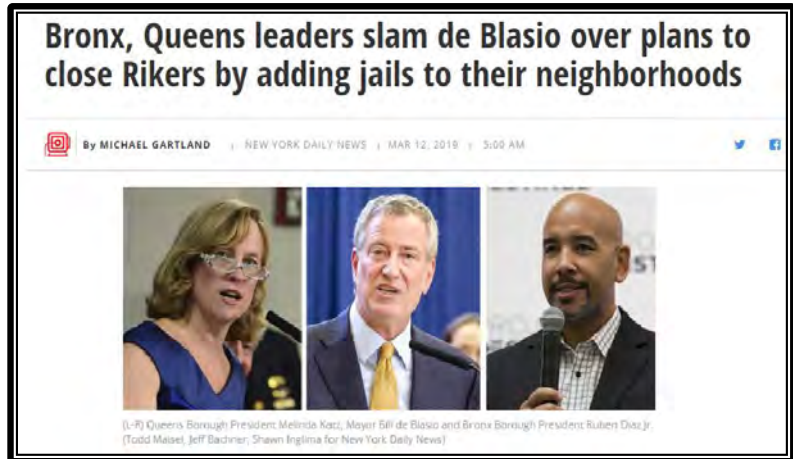 Bronx, Queens leaders slam de Blasio over plans to
close Rikers by adding jails to their neighborhoods
By MICHAEL GARTLAND | NEW YORK DAILY NEWS | MAR 12, 2019 | 5:00 AM
(L-R) Queens Borough President Melinda Katz, Mayor Bill de Blasio and Bronx Borough President Ruben Diaz Jr.
(Todd Maisel, Jeff Bachner, Shawn Inglima for New York Daily News)